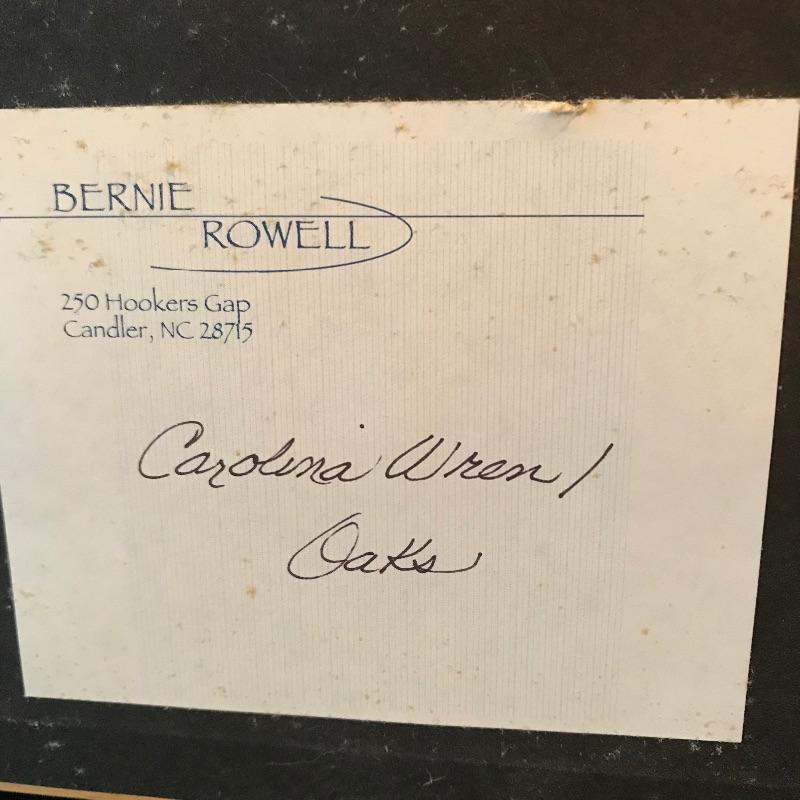 BERNIE
ROWELL
250 Hookers Gap
Candler, NC 28715
Carolina Wren /
Oaks